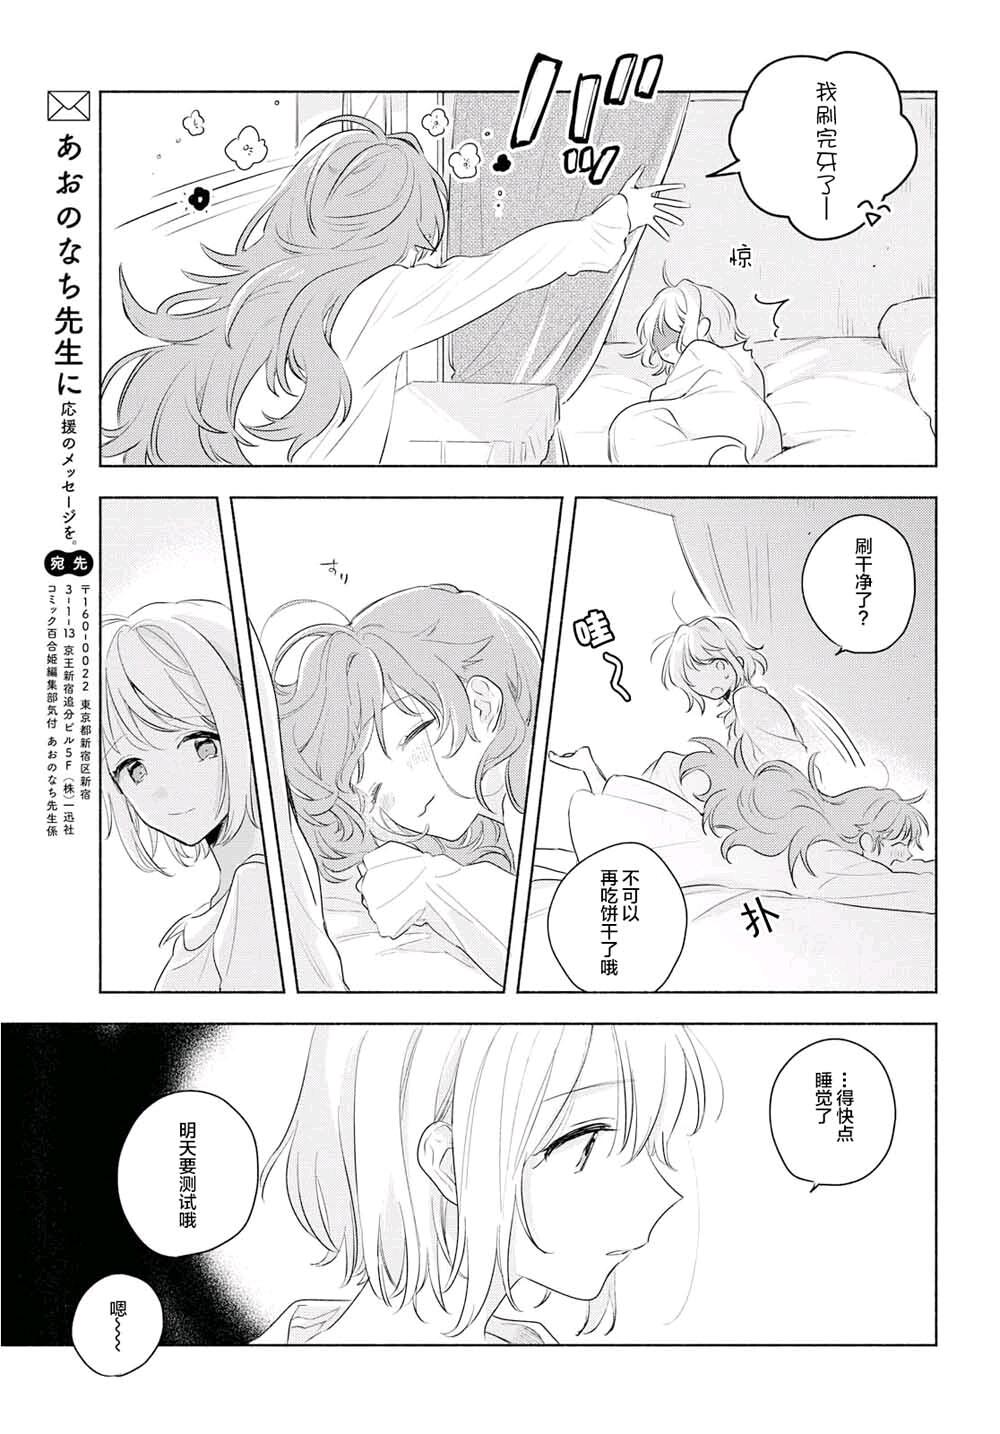 我刷完牙了ー
惊
刷干净了？
哇〜
扑
不可以
再吃饼干了哦
…得快点
睡觉了
明天要测试哦
嗯〜〜
あおのなち先生に応援のメッセージを。
宛先
〒160-0022 東京都新宿区新宿
3-1-13 京王新宿追分ビル5F（株）一迅社
コミック百合姫編集部気付 あおのなち先生係